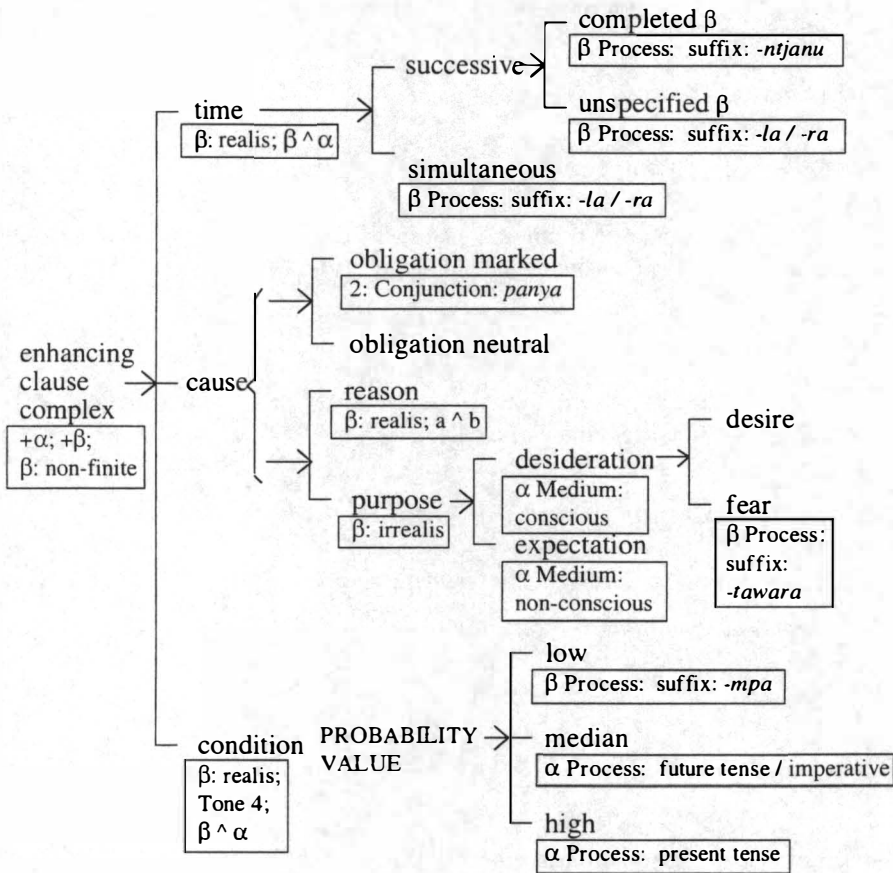 completed β
β Process: suffix: -ntjanu
successive
unspecified β
β Process: suffix: -la / -ra
time
β: realis; β ^ α
simultaneous
β Process: suffix: -la / -ra
obligation marked
2: Conjunction: panya
obligation neutral
enhancing
clause
complex
+α; +β;
β: non-finite
cause
reason
β: realis; a ^ b
purpose
β: irrealis
desideration
α Medium:
conscious
expectation
α Medium:
non-conscious
desire
fear
β Process:
suffix:
-tawara
condition
β: realis;
Tone 4;
β ^ α
PROBABILITY
VALUE
low
β Process: suffix: -mpa
median
α Process: future tense / imperative
high
α Process: present tense